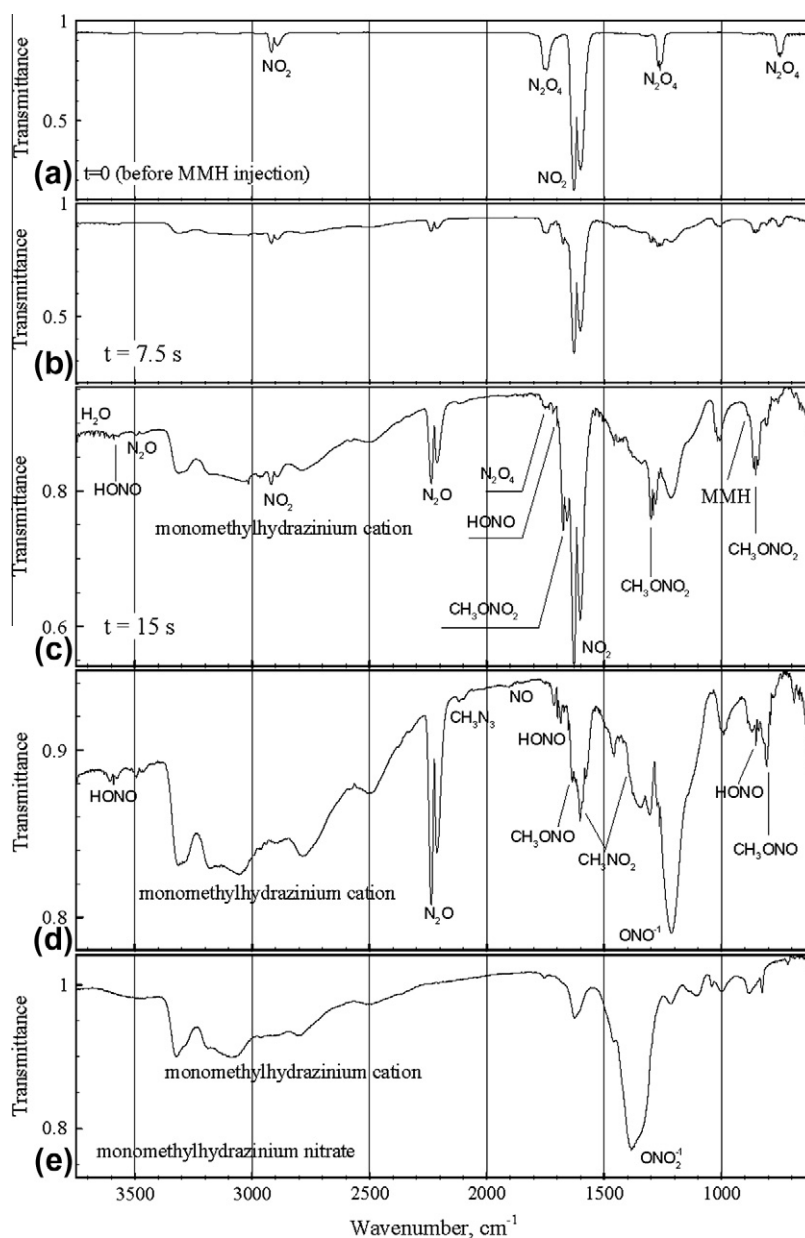 1
Transmittance
0.5
NO₂
N₂O₄
N₂O₄
N₂O₄
NO₂
(a)
t=0 (before MMH injection)
1
Transmittance
0.5
(b)
t = 7.5 s
Transmittance
0.8
0.6
H₂O
HONO
N₂O
NO₂
monomethylhydrazinium cation
N₂O
N₂O₄
HONO
CH₃ONO₂
NO₂
CH₃ONO₂
MMH
CH₃ONO₂
(c)
t = 15 s
Transmittance
0.9
0.8
HONO
monomethylhydrazinium cation
N₂O
CH₃N₃
NO
HONO
CH₃ONO
CH₃NO₂
ONO⁻¹
HONO
CH₃ONO
(d)
Transmittance
1
0.8
monomethylhydrazinium cation
(e)
monomethylhydrazinium nitrate
ONO₂⁻¹
3500 3000 2500 2000 1500 1000
Wavenumber, cm⁻¹